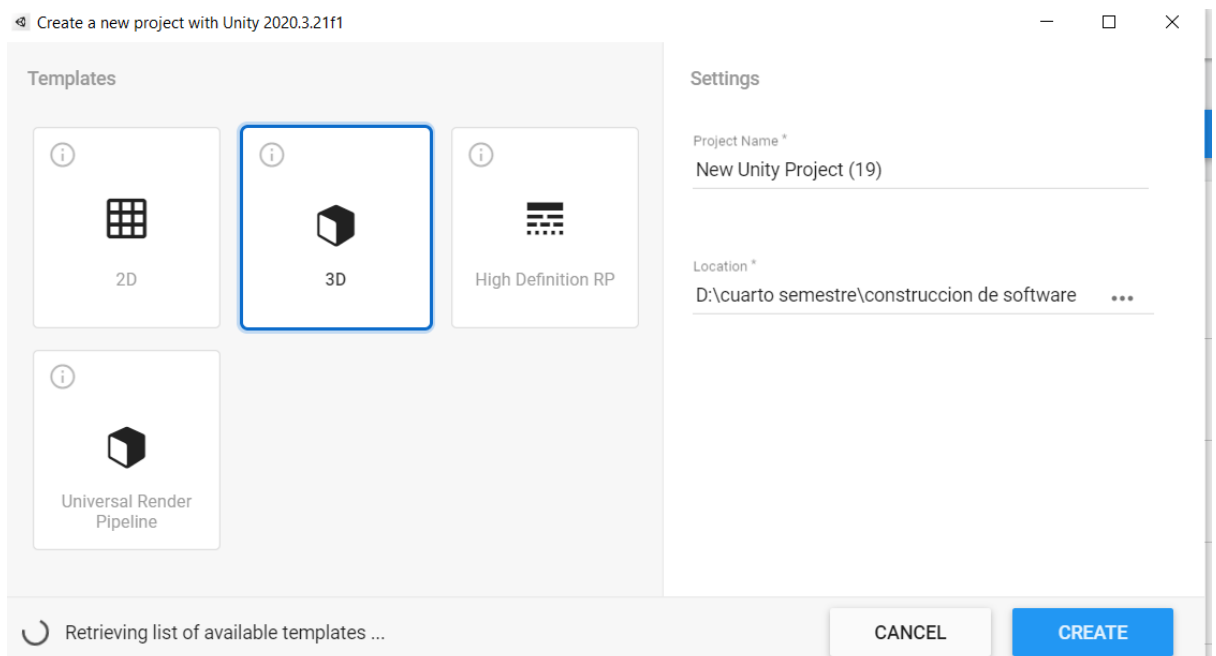 Create a new project with Unity 2020.3.21f1
Templates
2D
3D
High Definition RP
Universal Render
Pipeline
Settings
Project Name *
New Unity Project (19)
Location *
D:\cuarto semestre\construccion de software
Retrieving list of available templates ...
CANCEL
CREATE